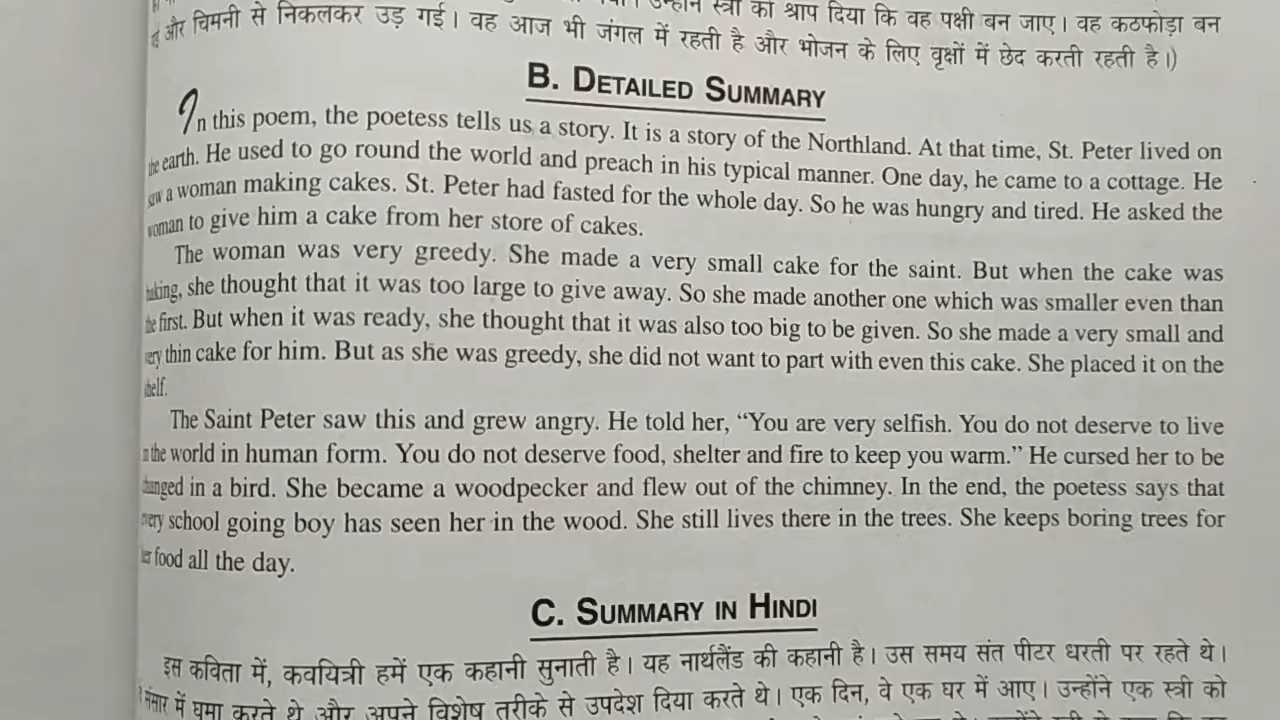 उन्होंने स्त्री को श्राप दिया कि वह पक्षी बन जाए। वह कठफोड़ा बन
और चिमनी से निकलकर उड़ गई। वह आज भी जंगल में रहती है और भोजन के लिए वृक्षों में छेद करती रहती है।)
B. DETAILED SUMMARY
In this poem, the poetess tells us a story. It is a story of the Northland. At that time, St. Peter lived on
the earth. He used to go round the world and preach in his typical manner. One day, he came to a cottage. He
saw a woman making cakes. St. Peter had fasted for the whole day. So he was hungry and tired. He asked the
woman to give him a cake from her store of cakes.
The woman was very greedy. She made a very small cake for the saint. But when the cake was
making, she thought that it was too large to give away. So she made another one which was smaller even than
the first. But when it was ready, she thought that it was also too big to be given. So she made a very small and
very thin cake for him. But as she was greedy, she did not want to part with even this cake. She placed it on the
shelf.
The Saint Peter saw this and grew angry. He told her, “You are very selfish. You do not deserve to live
in the world in human form. You do not deserve food, shelter and fire to keep you warm.” He cursed her to be
changed in a bird. She became a woodpecker and flew out of the chimney. In the end, the poetess says that
every school going boy has seen her in the wood. She still lives there in the trees. She keeps boring trees for
her food all the day.
C. SUMMARY IN HINDI
इस कविता में, कवयित्री हमें एक कहानी सुनाती है। यह नार्थलैंड की कहानी है। उस समय संत पीटर धरती पर रहते थे।
संसार में घूमा करते थे और अपने विशेष तरीके से उपदेश दिया करते थे। एक दिन, वे एक घर में आए। उन्होंने एक स्त्री को